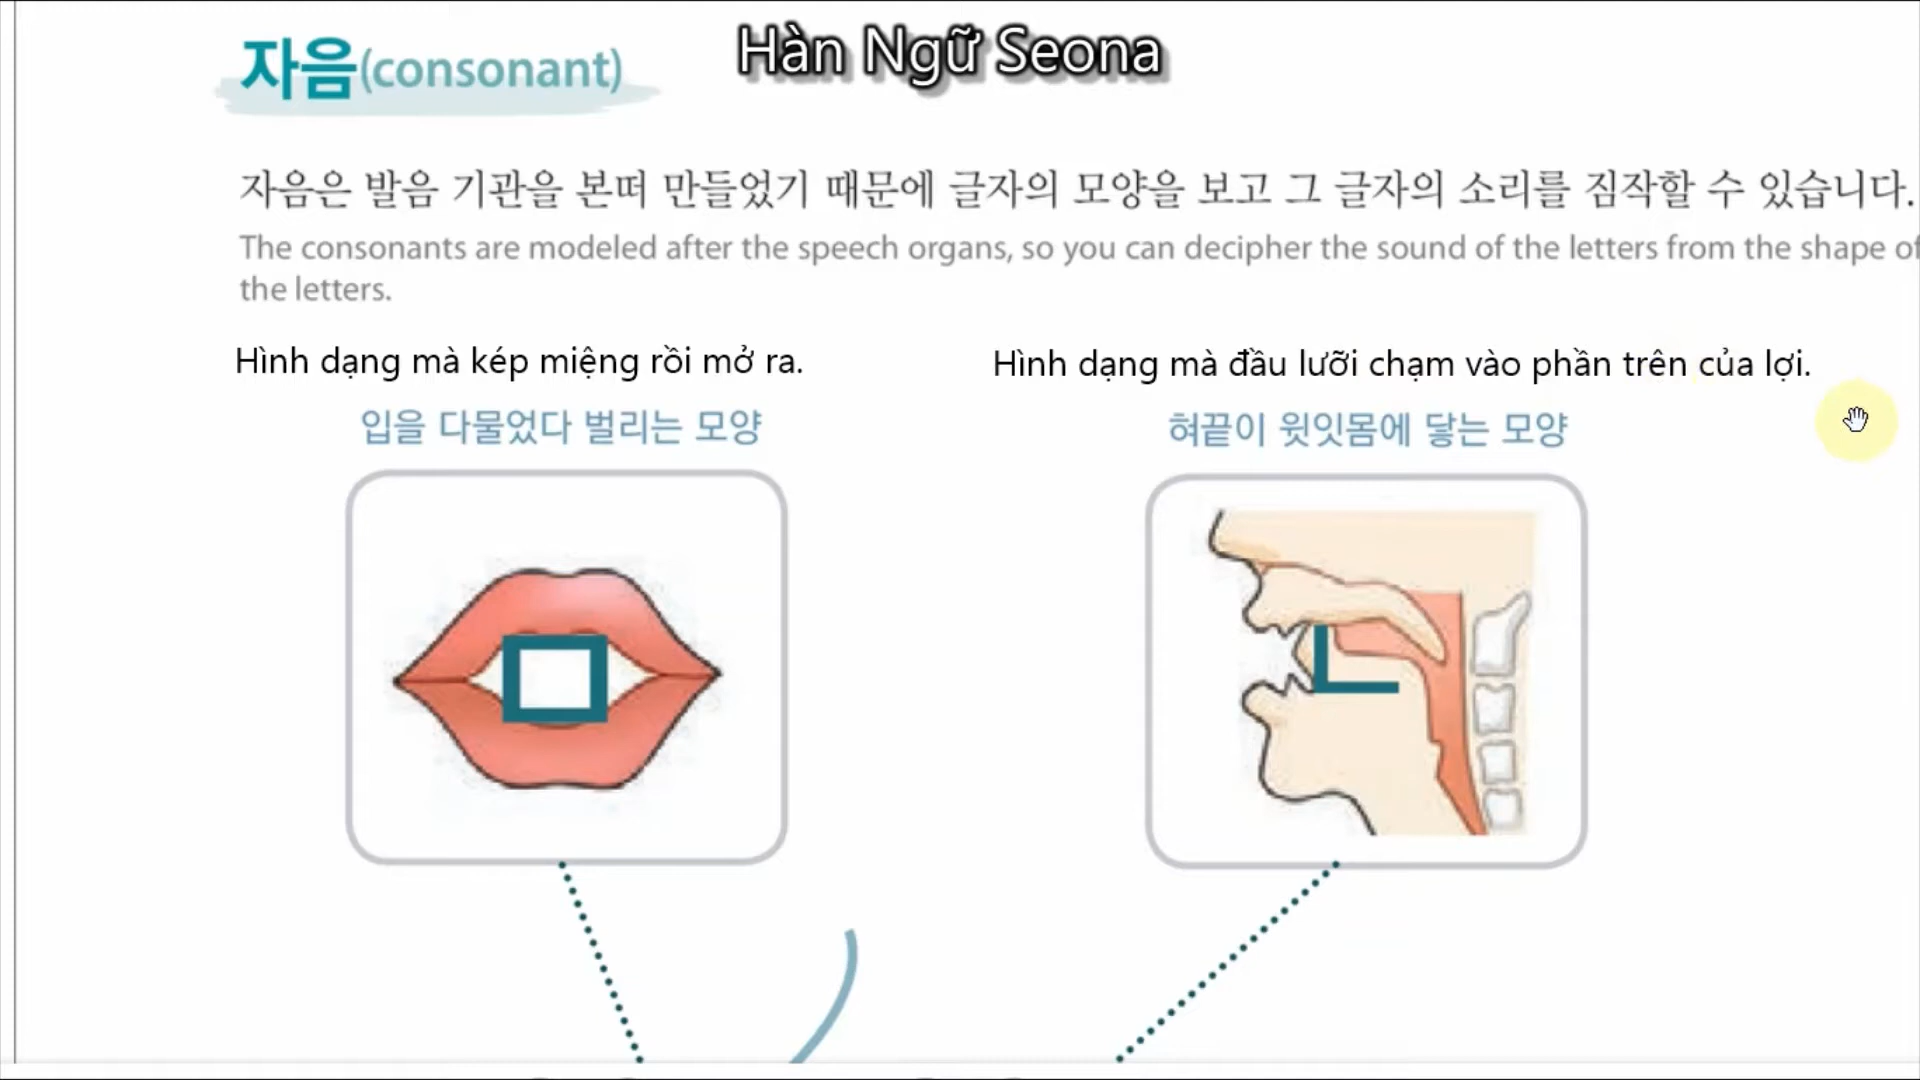 자음(consonant)
Hàn Ngữ Seona
자음은 발음 기관을 본떠 만들었기 때문에 글자의 모양을 보고 그 글자의 소리를 짐작할 수 있습니다.
The consonants are modeled after the speech organs, so you can decipher the sound of the letters from the shape of
the letters.
Hình dạng mà kép miệng rồi mở ra.
입을 다물었다 벌리는 모양
Hình dạng mà đầu lưỡi chạm vào phần trên của lợi.
혀끝이 윗잇몸에 닿는 모양
ㅁ
ㄴ